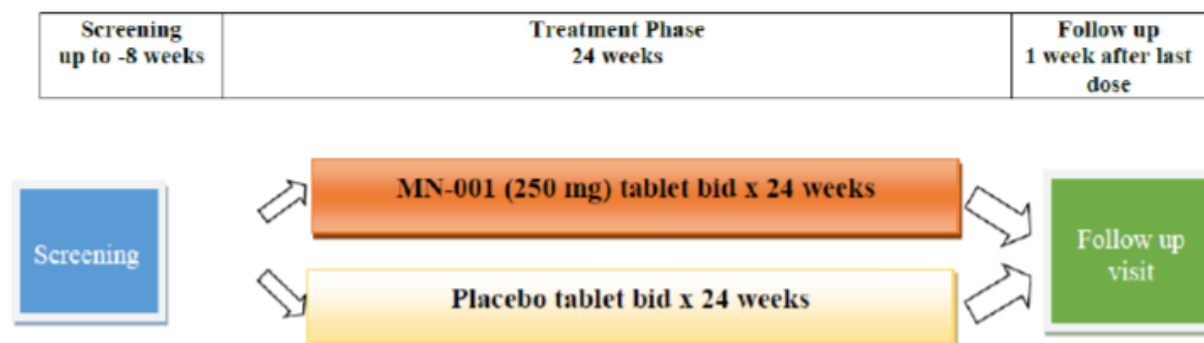 Screening
up to -8 weeks
Treatment Phase
24 weeks
Follow up
1 week after last
dose
MN-001 (250 mg) tablet bid x 24 weeks
Screening
Placebo tablet bid x 24 weeks
Follow up
visit